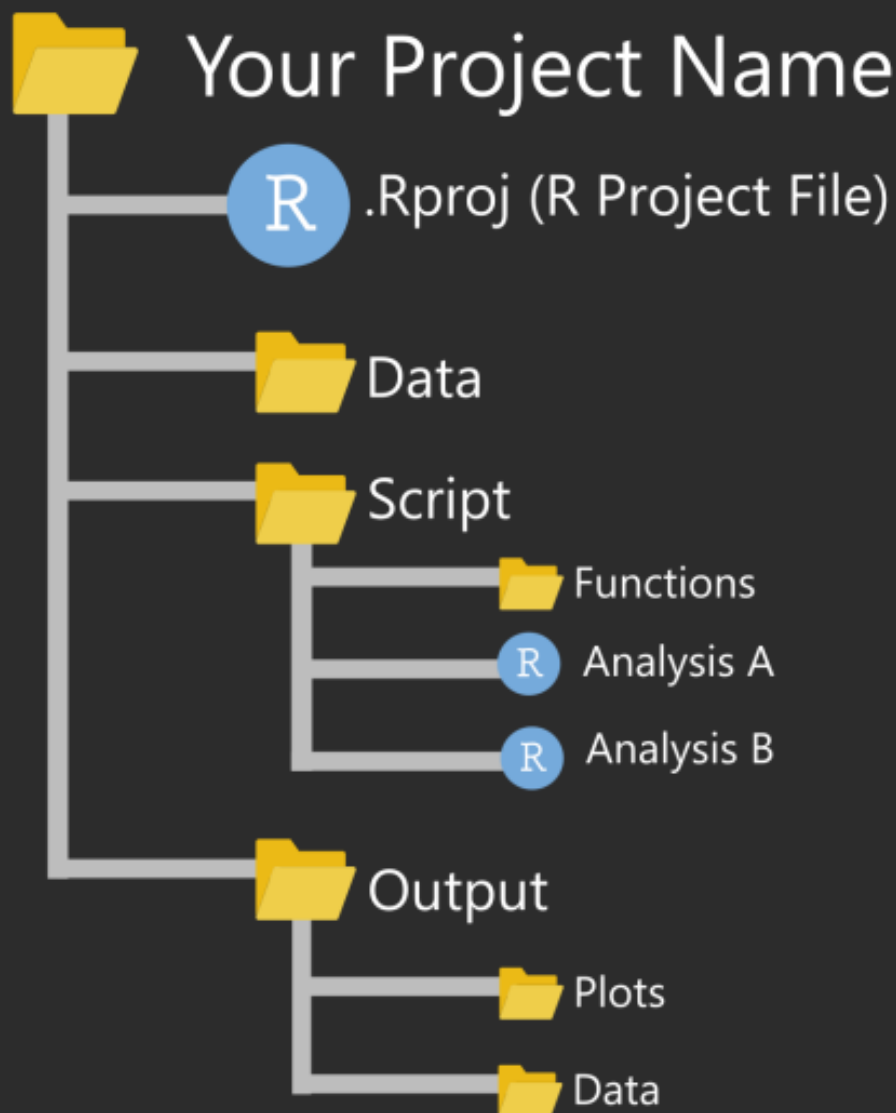 Your Project Name
R .Rproj (R Project File)
Data
Script
Functions
R Analysis A
R Analysis B
Output
Plots
Data